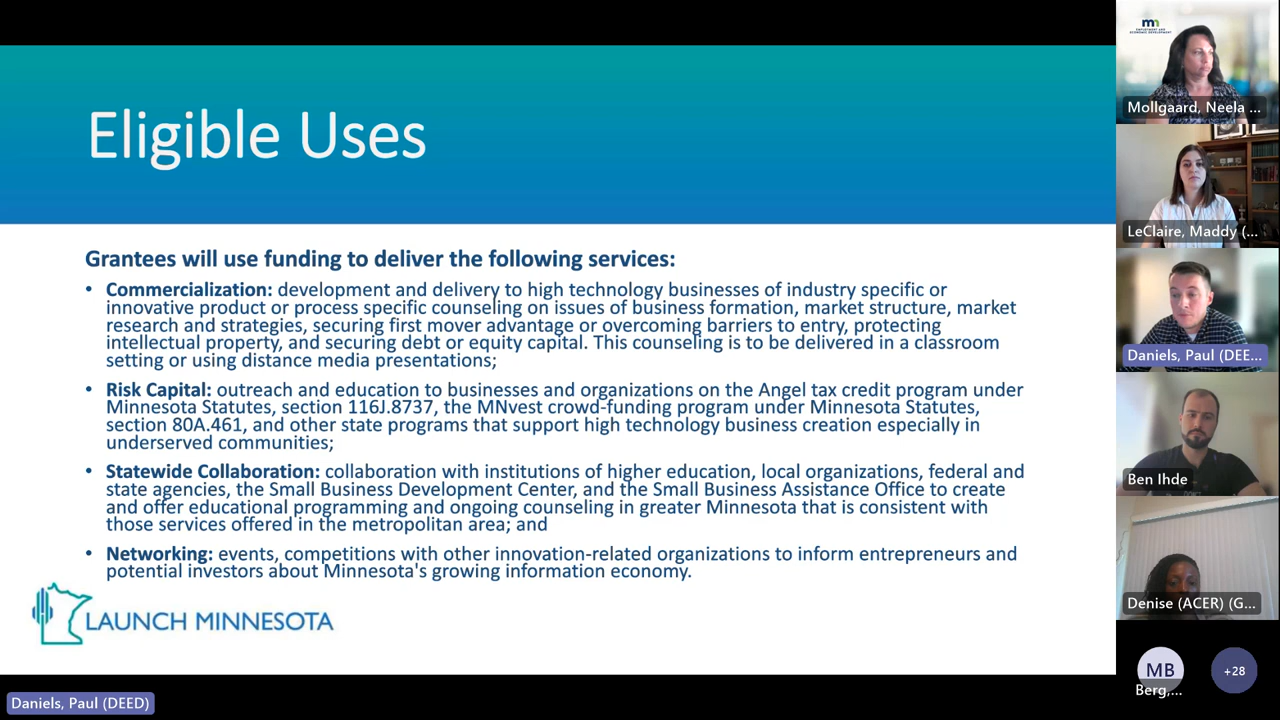 Eligible Uses
Grantees will use funding to deliver the following services:
• Commercialization: development and delivery to high technology businesses of industry specific or
innovative product or process specific counseling on issues of business formation, market structure, market
research and strategies, securing first mover advantage or overcoming barriers to entry, protecting
intellectual property, and securing debt or equity capital. This counseling is to be delivered in a classroom
setting or using distance media presentations;
• Risk Capital: outreach and education to businesses and organizations on the Angel tax credit program under
Minnesota Statutes, section 116J.8737, the MNvest crowd-funding program under Minnesota Statutes,
section 80A.461, and other state programs that support high technology business creation especially in
underserved communities;
• Statewide Collaboration: collaboration with institutions of higher education, local organizations, federal and
state agencies, the Small Business Development Center, and the Small Business Assistance Office to create
and offer educational programming and ongoing counseling in greater Minnesota that is consistent with
those services offered in the metropolitan area; and
• Networking: events, competitions with other innovation-related organizations to inform entrepreneurs and
potential investors about Minnesota's growing information economy.
LAUNCH MINNESOTA
Daniels, Paul (DEED)
mn
EMPLOYMENT AND
ECONOMIC DEVELOPMENT
Mollgaard, Neela ...
LeClaire, Maddy (...
Daniels, Paul (DEE...
Ben Ihde
Denise (ACER) (G...
MB
Berg,...
+28